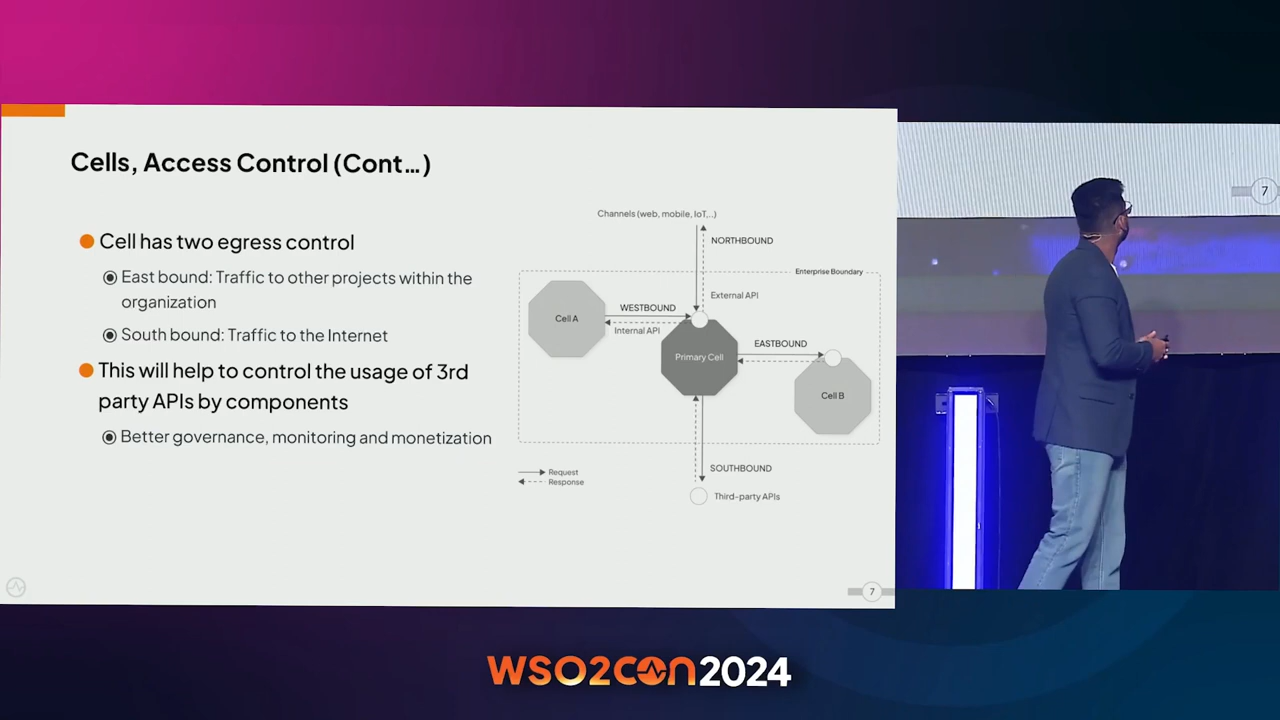 Cells, Access Control (Cont...)
Cell has two egress control
East bound: Traffic to other projects within the
organization
South bound: Traffic to the Internet
This will help to control the usage of 3rd
party APIs by components
Better governance, monitoring and monetization
Channels (web, mobile, IoT,..)
NORTHBOUND
Enterprise Boundary
External API
Cell A
WESTBOUND
Internal API
Primary Cell
EASTBOUND
Cell B
SOUTHBOUND
Third-party APIs
Request
Response
7
7
WSO2CON2024